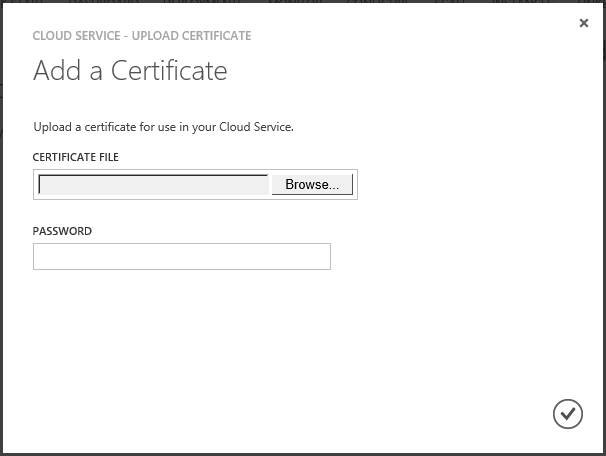 CLOUD SERVICE - UPLOAD CERTIFICATE
Add a Certificate
Upload a certificate for use in your Cloud Service.
CERTIFICATE FILE
Browse...
PASSWORD